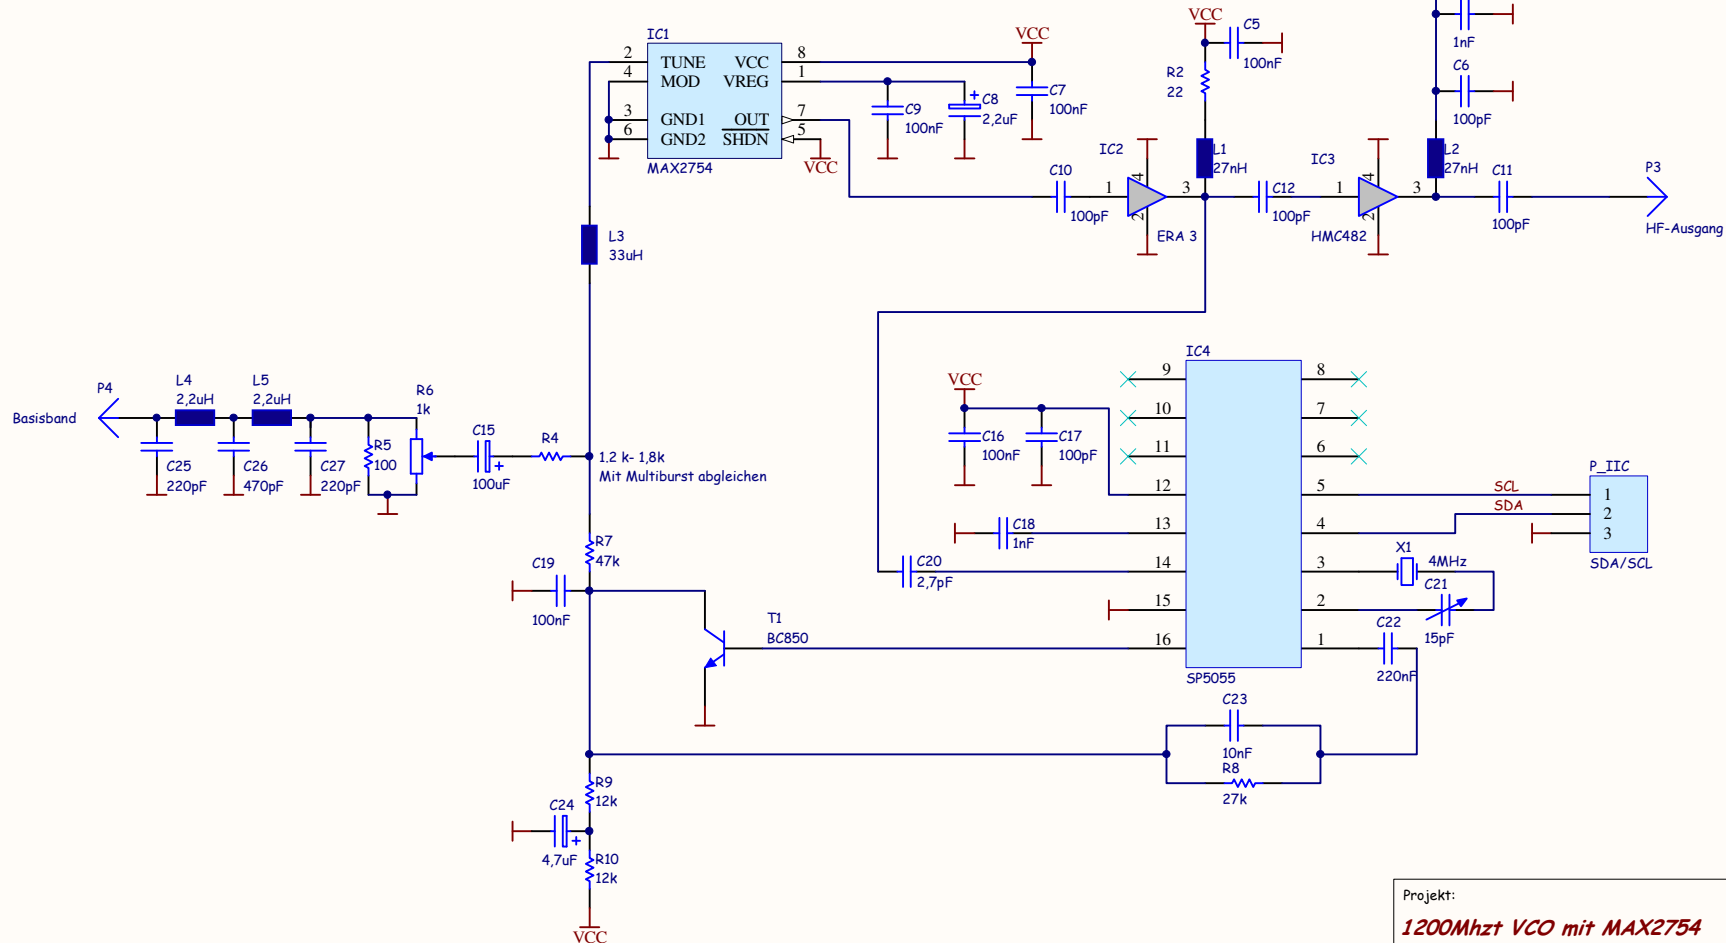 VCC
C5
100nF
R2
22
1nF
C6
100pF
IC1
2
4
3
6
TUNE
MOD
GND1
GND2
VCC
VREG
OUT
SHDN
8
1
7
5
MAX2754
VCC
VCC
C9
100nF
C8
2,2uF
C7
100nF
+
C10
100pF
IC2
1
4
2
3
ERA 3
L1
27nH
C12
100pF
IC3
1
4
2
3
HMC482
L2
27nH
C11
100pF
P3
HF-Ausgang
L3
33uH
P4
Basisband
L4
2,2uH
L5
2,2uH
R6
1k
C25
220pF
C26
470pF
C27
220pF
R5
100
C15
+
100uF
R4
1.2 k- 1,8k
Mit Multiburst abgleichen
R7
47k
C19
100nF
T1
BC850
VCC
C16
100nF
C17
100pF
C18
1nF
C20
2,7pF
IC4
9
10
11
12
13
14
15
16
8
7
6
5
4
3
2
1
SP5055
SCL
SDA
P_IIC
1
2
3
SDA/SCL
X1
4MHz
C21
15pF
C22
220nF
C23
10nF
R8
27k
R9
12k
C24
+
4,7uF
R10
12k
VCC
Projekt:
1200Mhzt VCO mit MAX2754